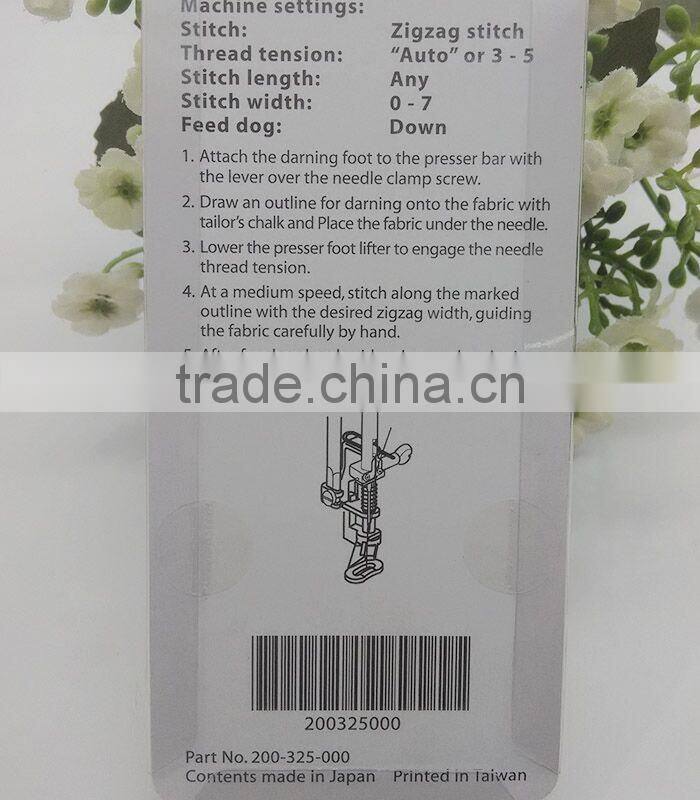 Machine settings:
Stitch: Zigzag stitch
Thread tension: “Auto” or 3 - 5
Stitch length: Any
Stitch width: 0 - 7
Feed dog: Down
1. Attach the darning foot to the presser bar with
the lever over the needle clamp screw.
2. Draw an outline for darning onto the fabric with
tailor’s chalk and Place the fabric under the needle.
3. Lower the presser foot lifter to engage the needle
thread tension.
4. At a medium speed, stitch along the marked
outline with the desired zigzag width, guiding
the fabric carefully by hand.
5. After
trade.china.cn
200325000
Part No. 200-325-000
Contents made in Japan Printed in Taiwan